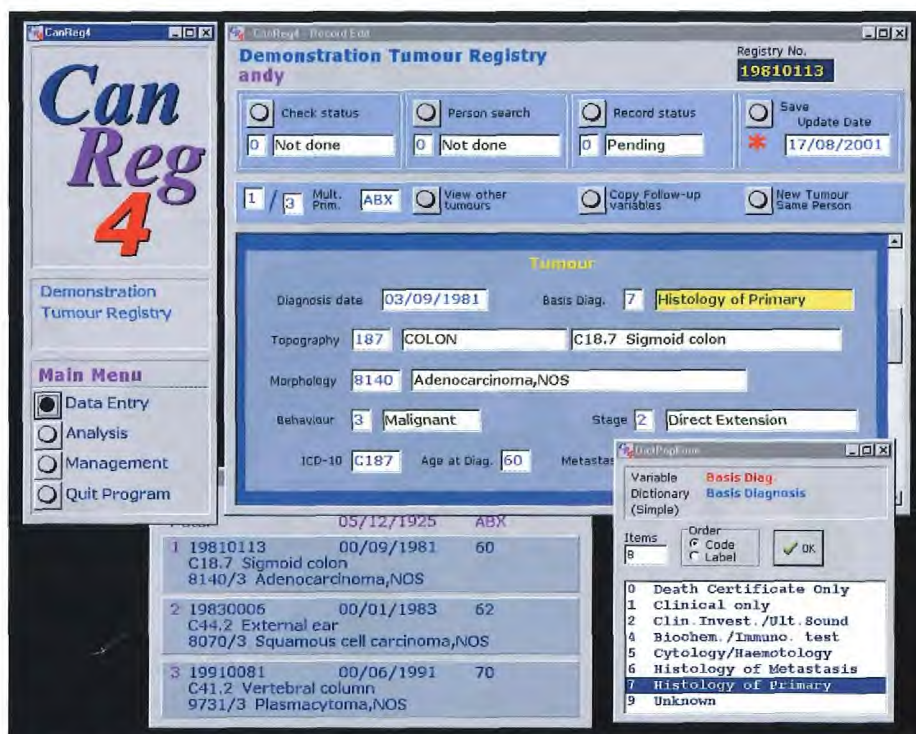 CanReg4
Can
Reg
4
Demonstration
Tumour Registry
Main Menu
Data Entry
Analysis
Management
Quit Program
CanReg4 - Record Edit
Demonstration Tumour Registry
andy
Registry No.
19810113
Check status
0 Not done
Person search
0 Not done
Record status
0 Pending
Save
Update Date
* 17/08/2001
1 / 3 Mult. Prim. ABX
View other tumours
Copy Follow-up variables
New Tumour Same Person
Tumour
Diagnosis date 03/09/1981 Basis Diag. 7 Histology of Primary
Topography 187 COLON C18.7 Sigmoid colon
Morphology 8140 Adenocarcinoma,NOS
Behaviour 3 Malignant Stage 2 Direct Extension
ICD-10 C187 Age at Diag. 60 Metastas
05/12/1925 ABX
1 19810113 00/09/1981 60
C18.7 Sigmoid colon
8140/3 Adenocarcinoma,NOS
2 19830006 00/01/1983 62
C44.2 External ear
8070/3 Squamous cell carcinoma,NOS
3 19910081 00/06/1991 70
C41.2 Vertebral column
9731/3 Plasmacytoma,NOS
Variable Basis Diag.
Dictionary Basis Diagnosis
(Simple)
Items
8
Order
Code
Label
OK
0 Death Certificate Only
1 Clinical only
2 Clin.Invest./Ult.Sound
4 Biochem./Immuno. test
5 Cytology/Haemotology
6 Histology of Metastasis
7 Histology of Primary
9 Unknown